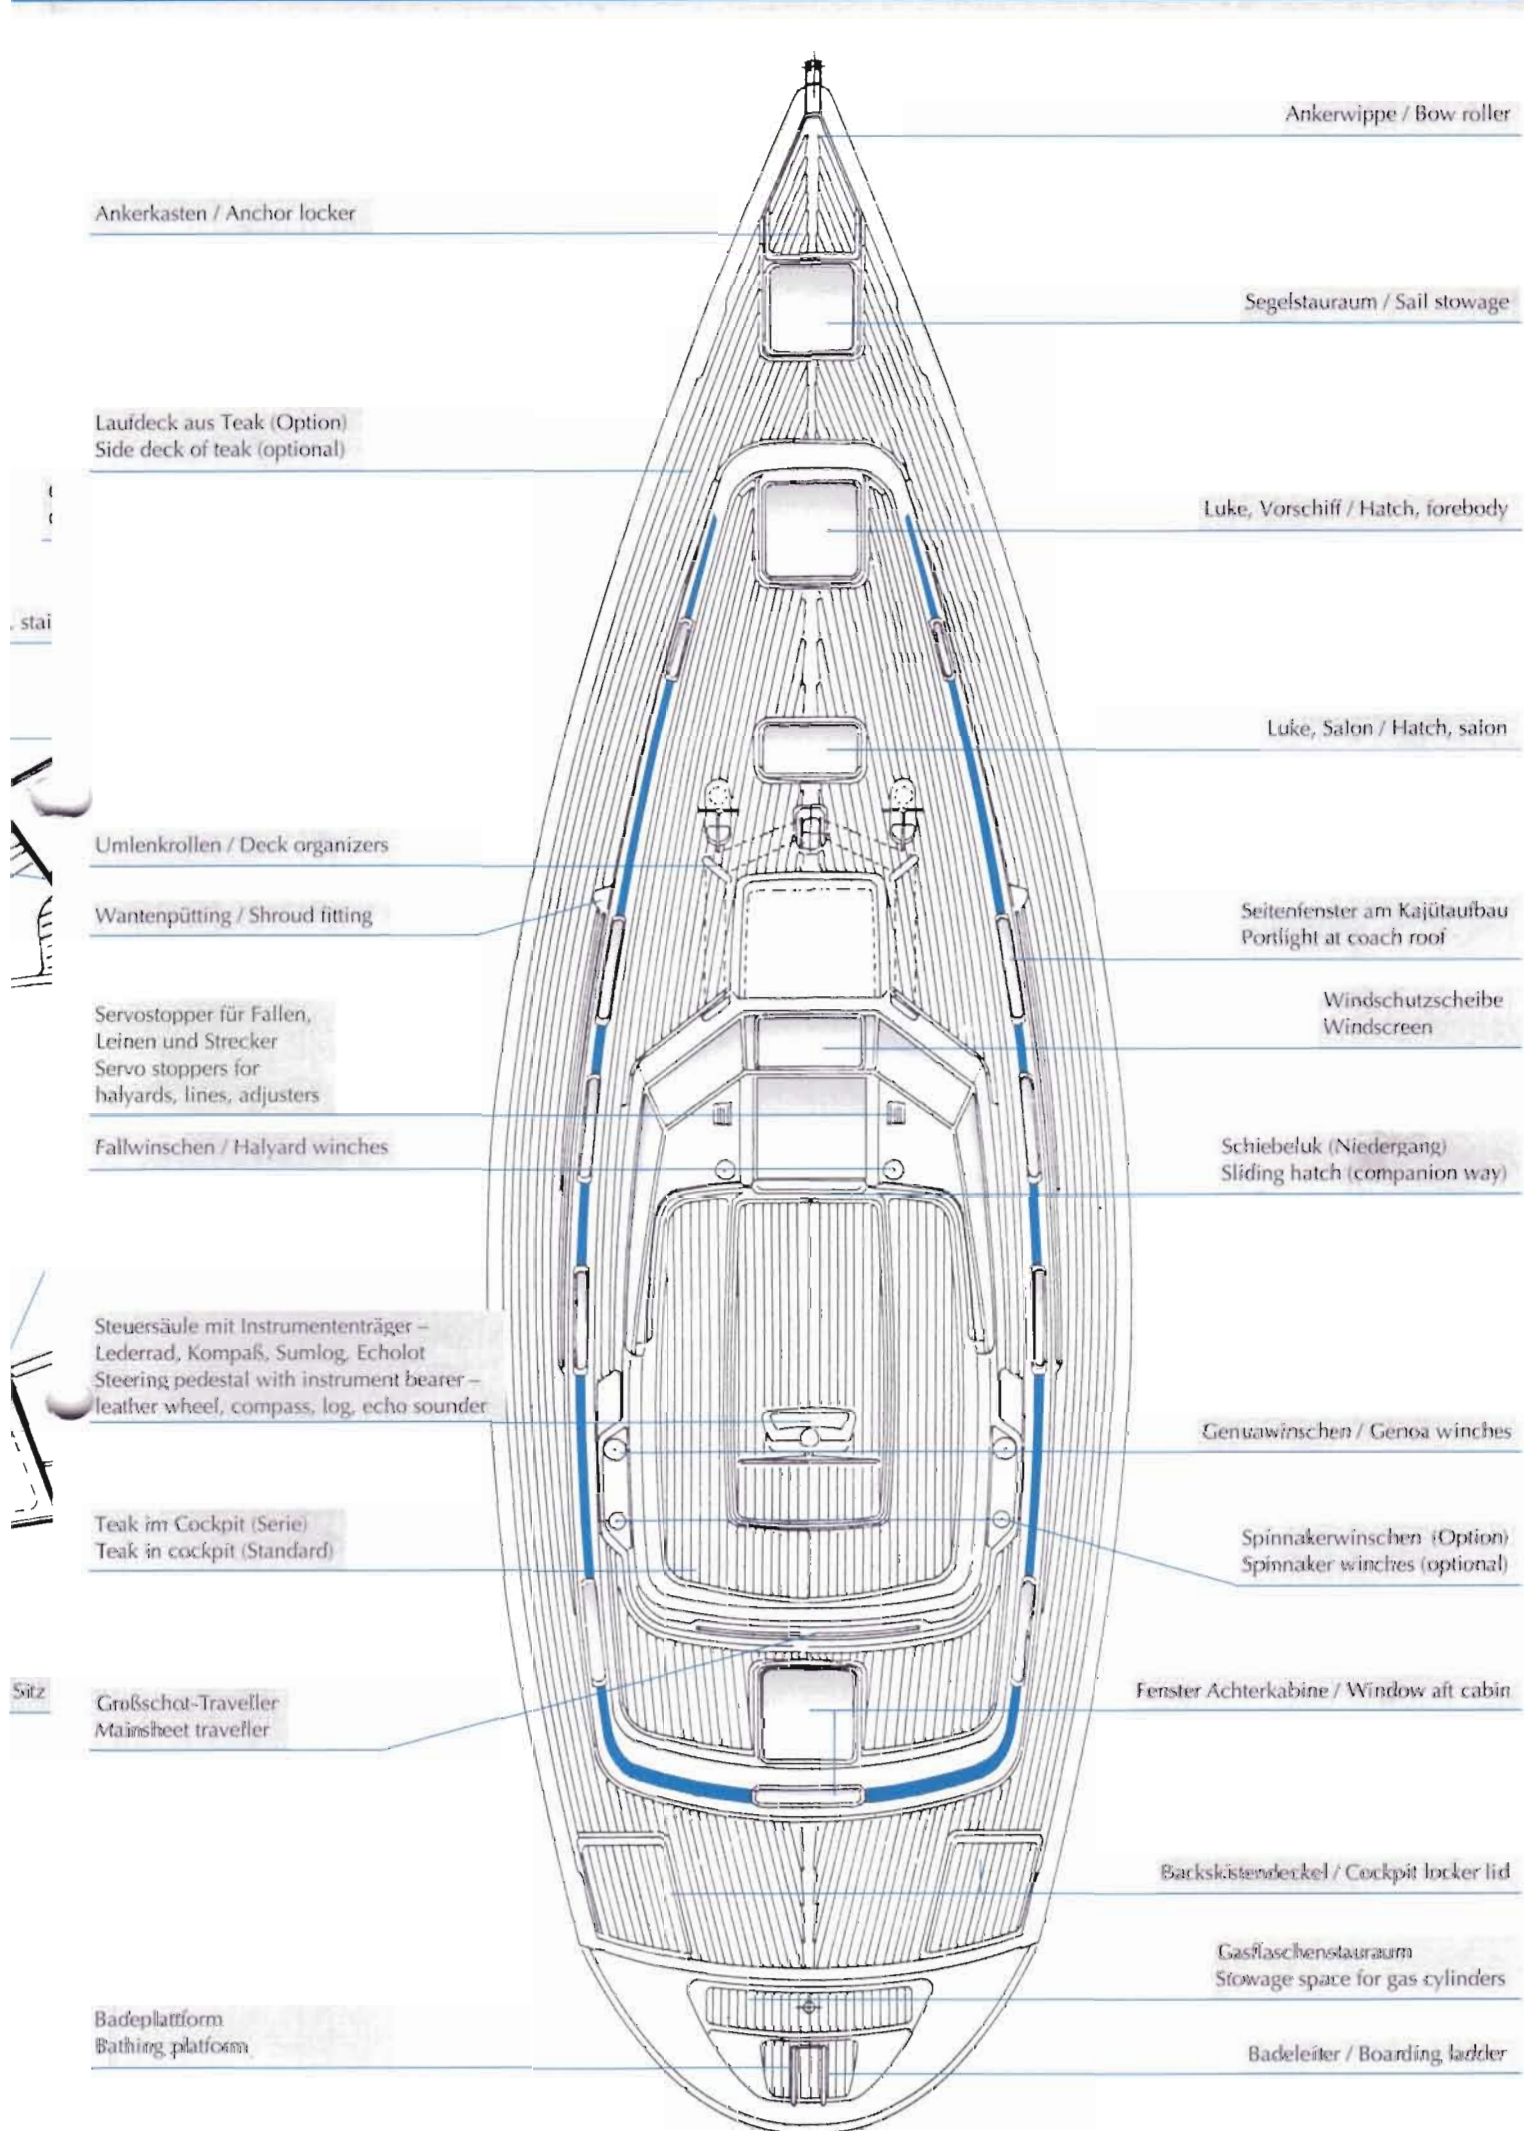 Ankerwippe / Bow roller
Ankerkasten / Anchor locker
Segelstauraum / Sail stowage
Laufdeck aus Teak (Option)
Side deck of teak (optional)
Luke, Vorschiff / Hatch, forebody
, stai
Luke, Salon / Hatch, salon
Umlenkrollen / Deck organizers
Wantenpütting / Shroud fitting
Seitenfenster am Kajütaufbau
Portlight at coach roof
Servostopper für Fallen,
Leinen und Strecker
Servo stoppers for
halyards, lines, adjusters
Windschutzscheibe
Windscreen
Fallwinschen / Halyard winches
Schiebeluk (Niedergang)
Sliding hatch (companion way)
Steuersäule mit Instrumententräger –
Lederrad, Kompaß, Sumlog, Echolot
Steering pedestal with instrument bearer –
leather wheel, compass, log, echo sounder
Genuawinschen / Genoa winches
Teak im Cockpit (Serie)
Teak in cockpit (Standard)
Spinnakerwinschen (Option)
Spinnaker winches (optional)
Sitz
Großschot-Traveller
Mainsheet traveller
Fenster Achterkabine / Window aft cabin
Backskistendeckel / Cockpit locker lid
Gasflaschenstauraum
Stowage space for gas cylinders
Badeplattform
Bathing platform
Badeleiter / Boarding ladder